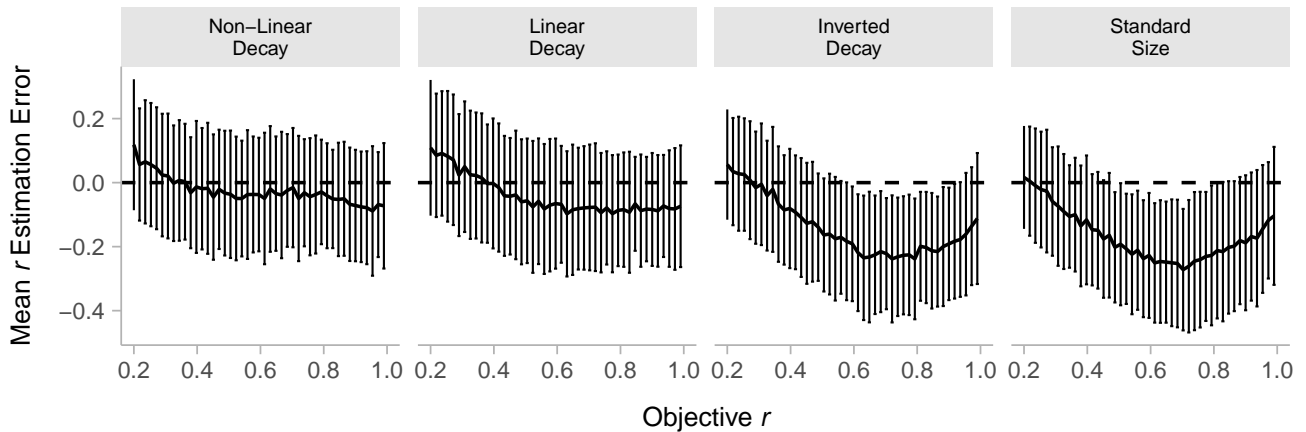 Non−Linear
Decay
Linear
Decay
Inverted
Decay
Standard
Size
Mean r Estimation Error
0.2
0.0
−0.2
−0.4
0.2 0.4 0.6 0.8 1.0
0.2 0.4 0.6 0.8 1.0
0.2 0.4 0.6 0.8 1.0
0.2 0.4 0.6 0.8 1.0
Objective r